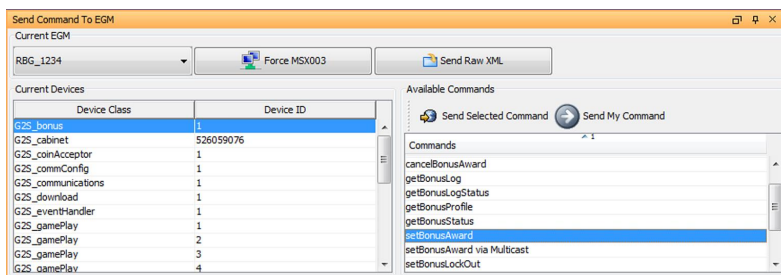 Send Command To EGM
Current EGM
RBG_1234
Force MSX003
Send Raw XML
Current Devices
Device Class Device ID
G2S_bonus 1
G2S_cabinet 526059076
G2S_coinAcceptor 1
G2S_commConfig 1
G2S_communications 1
G2S_download 1
G2S_eventHandler 1
G2S_gamePlay 1
G2S_gamePlay 2
G2S_gamePlay 3
G2S_gamePlay 4
Available Commands
Send Selected Command Send My Command
Commands 1
cancelBonusAward
getBonusLog
getBonusLogStatus
getBonusProfile
getBonusStatus
setBonusAward
setBonusAward via Multicast
setBonusLockOut